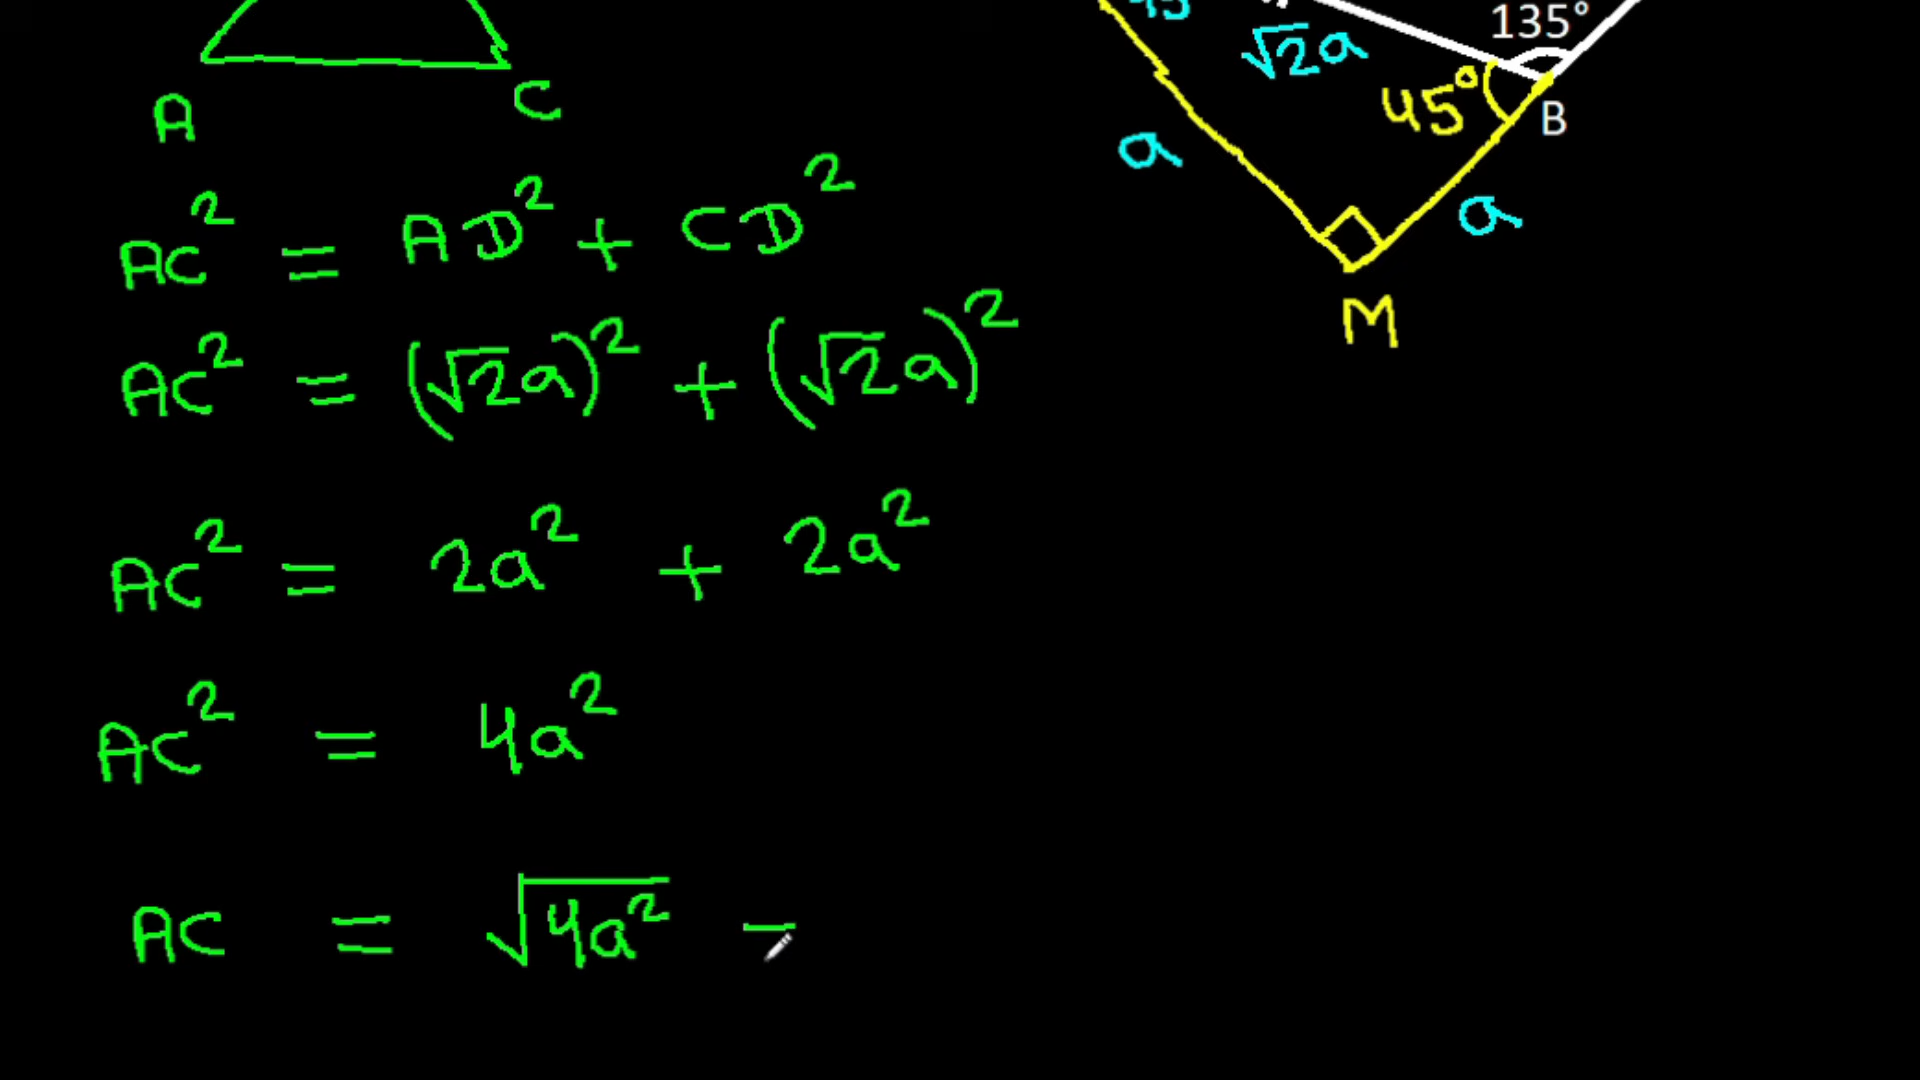 A C
AC² = AD² + CD²
AC² = (√2a)² + (√2a)²
AC² = 2a² + 2a²
AC² = 4a²
AC = √4a² =
135°
√2a
45°
B
a
a
M